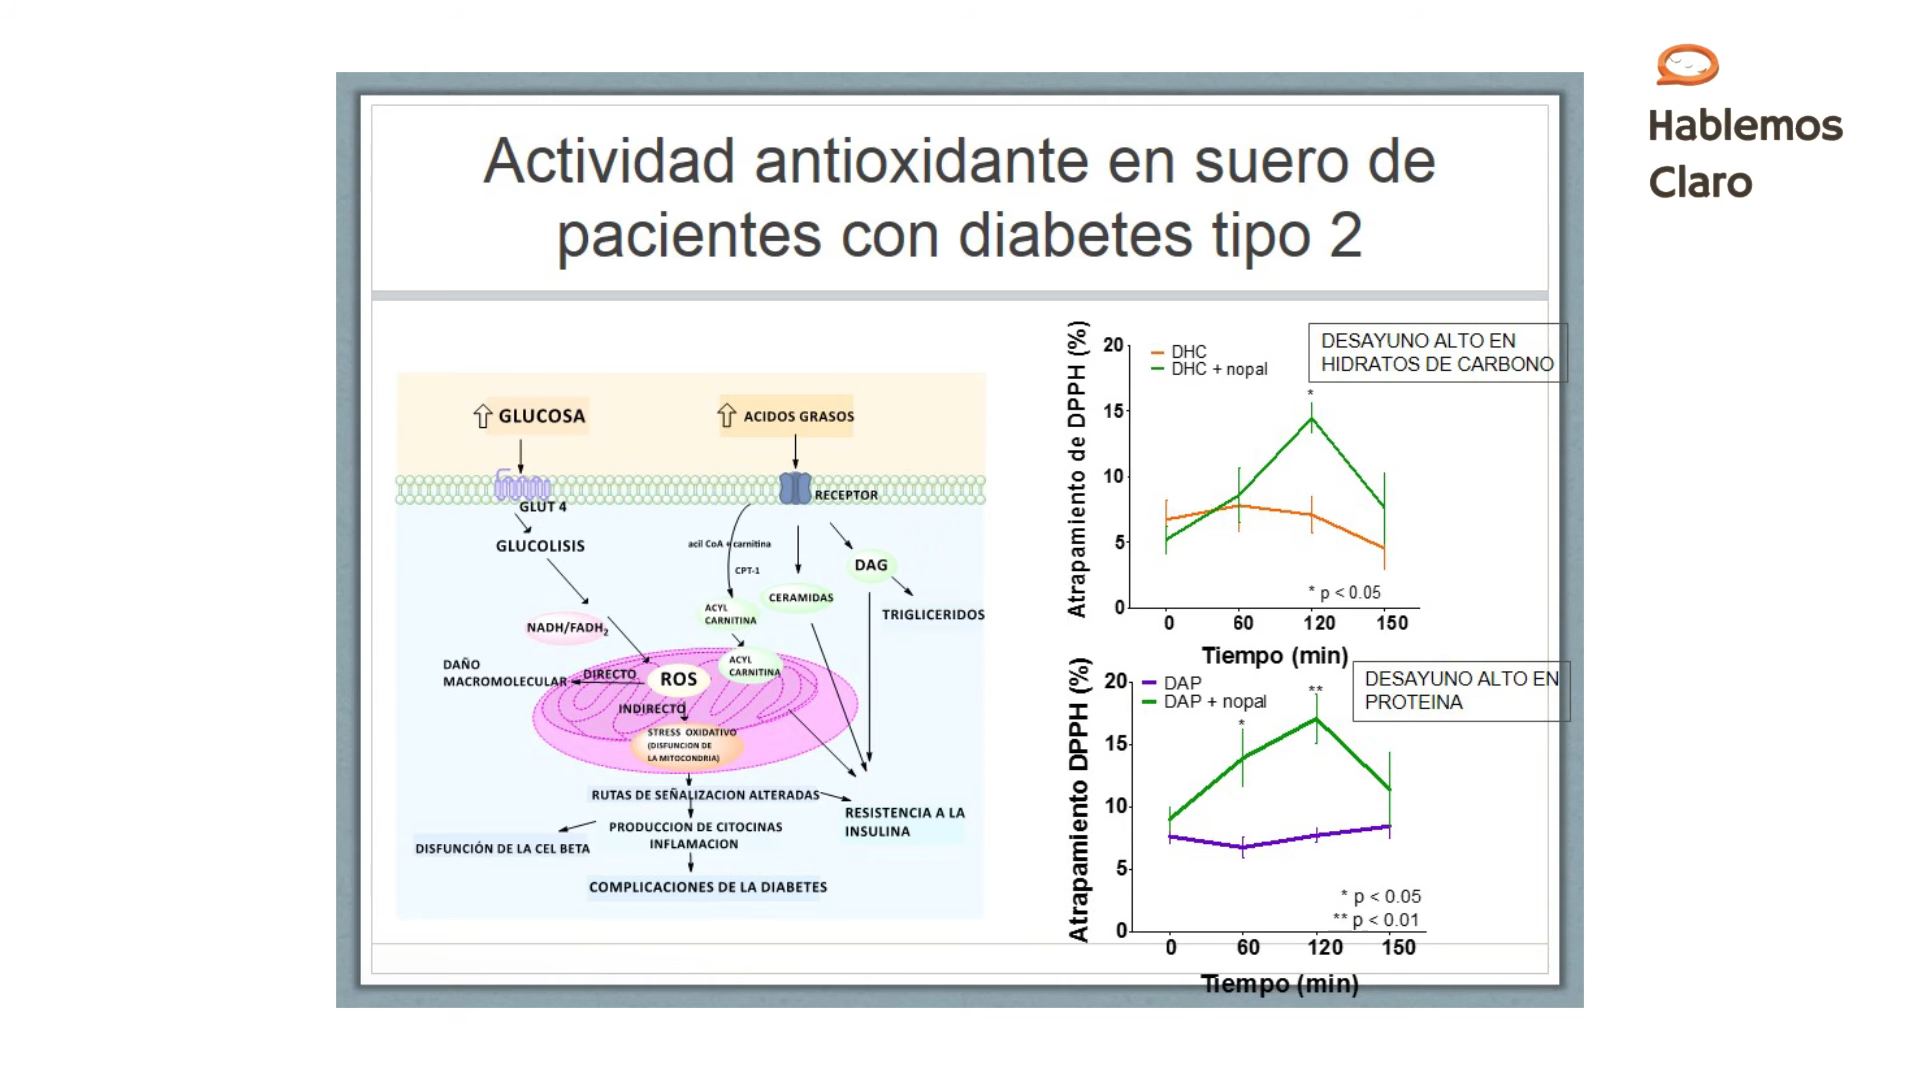 Hablemos
Claro
Actividad antioxidante en suero de
pacientes con diabetes tipo 2
GLUCOSA
ACIDOS GRASOS
RECEPTOR
GLUT 4
GLUCOLISIS
acil CoA + carnitina
CPT-1
DAG
CERAMIDAS
ACYL
CARNITINA
TRIGLICERIDOS
NADH/FADH2
DAÑO
MACROMOLECULAR
DIRECTO
ROS
ACYL
CARNITINA
INDIRECTO
STRESS OXIDATIVO
(DISFUNCION DE
LA MITOCONDRIA)
RUTAS DE SEÑALIZACION ALTERADAS
RESISTENCIA A LA
INSULINA
PRODUCCION DE CITOCINAS
INFLAMACION
DISFUNCIÓN DE LA CEL BETA
COMPLICACIONES DE LA DIABETES
DESAYUNO ALTO EN
HIDRATOS DE CARBONO
DHC
DHC + nopal
Atrapamiento de DPPH (%)
20
15
10
5
0
*
* p < 0.05
0 60 120 150
Tiempo (min)
DESAYUNO ALTO EN
PROTEINA
DAP
DAP + nopal
Atrapamiento DPPH (%)
20
15
10
5
0
*
**
* p < 0.05
** p < 0.01
0 60 120 150
Tiempo (min)